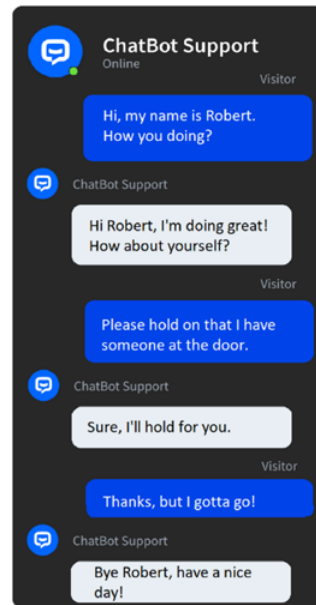 ChatBot Support
Online
Visitor
Hi, my name is Robert.
How you doing?
ChatBot Support
Hi Robert, I'm doing great!
How about yourself?
Visitor
Please hold on that I have
someone at the door.
ChatBot Support
Sure, I'll hold for you.
Visitor
Thanks, but I gotta go!
ChatBot Support
Bye Robert, have a nice
day!